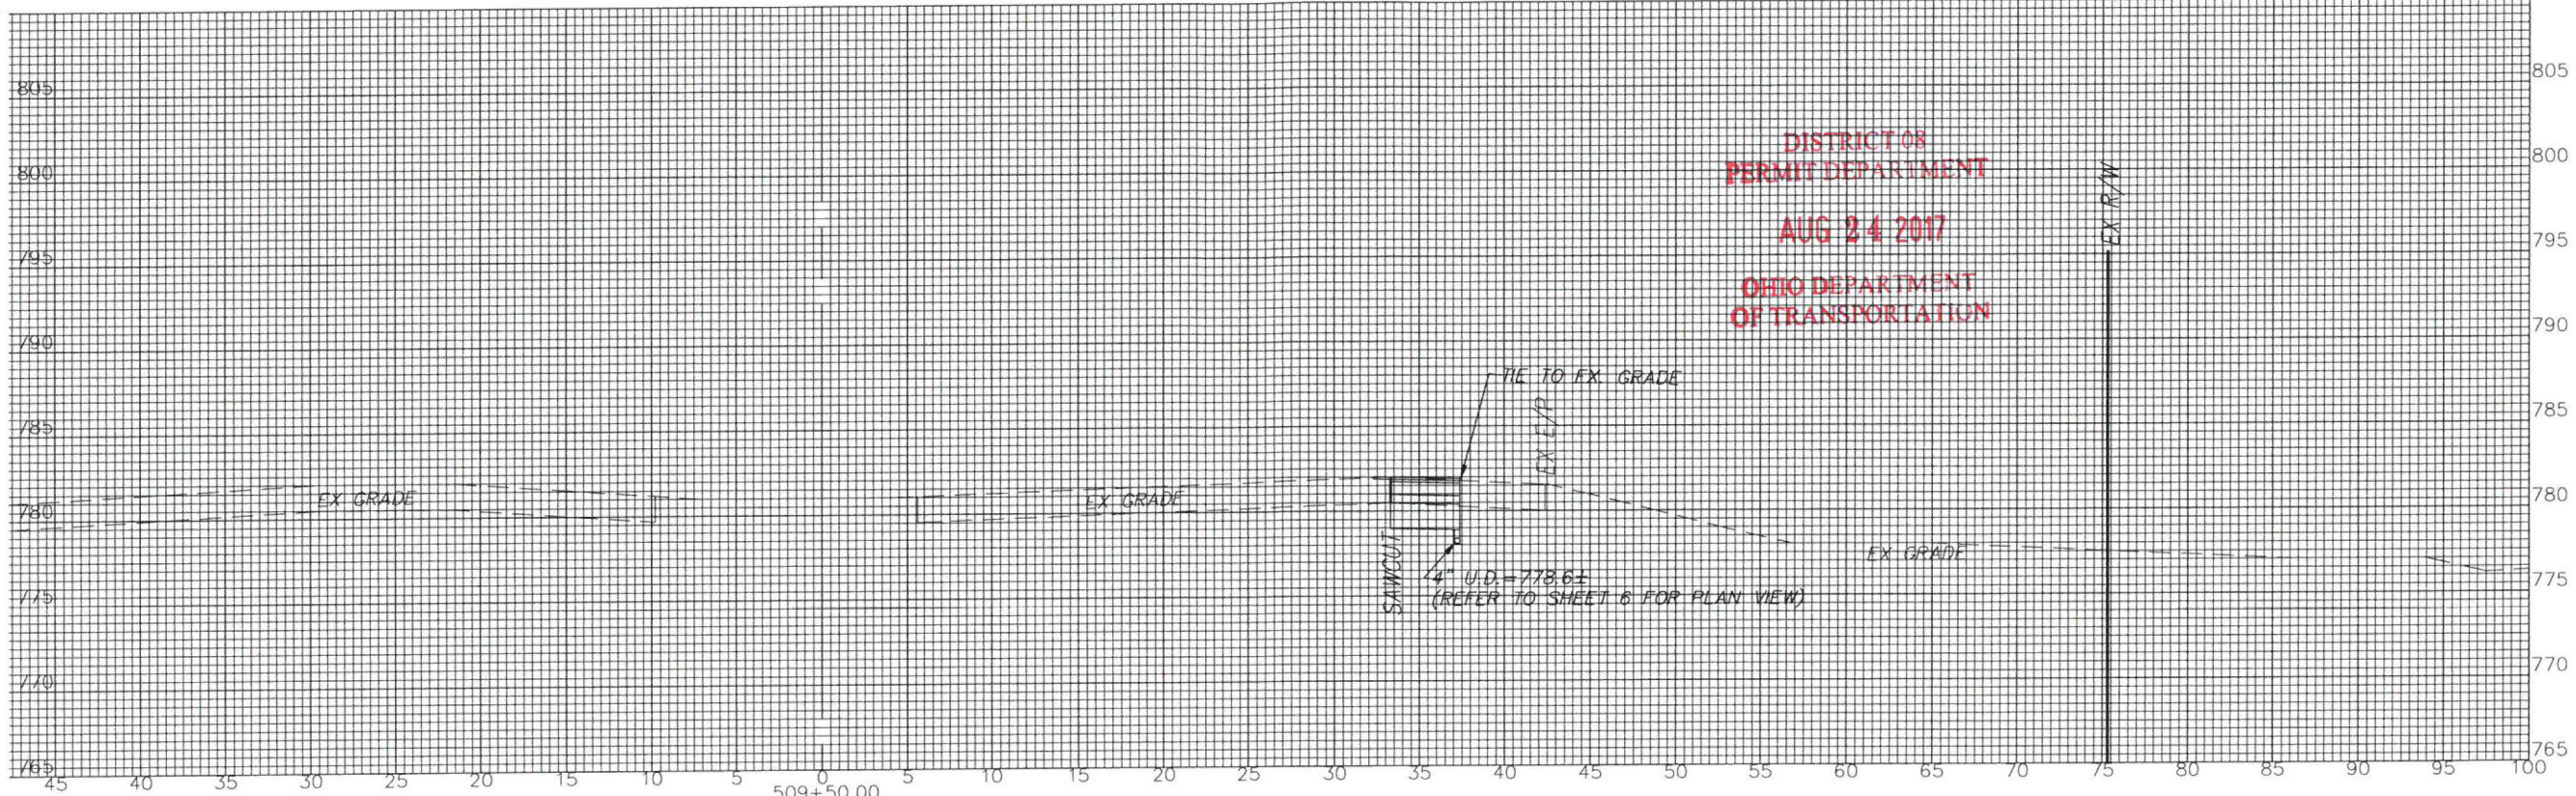 805
800
795
790
785
780
775
770
765
805
800
795
790
785
780
775
770
765
DISTRICT 08
PERMIT DEPARTMENT
AUG 24 2017
OHIO DEPARTMENT
OF TRANSPORTATION
EX R/W
TIE TO EX. GRADE
EX E/P
EX GRADE
EX GRADE
EX GRADE
SAWCUT
4" U.D.=778.6±
(REFER TO SHEET 6 FOR PLAN VIEW)
45 40 35 30 25 20 15 10 5 0 5 10 15 20 25 30 35 40 45 50 55 60 65 70 75 80 85 90 95 100
509+50.00